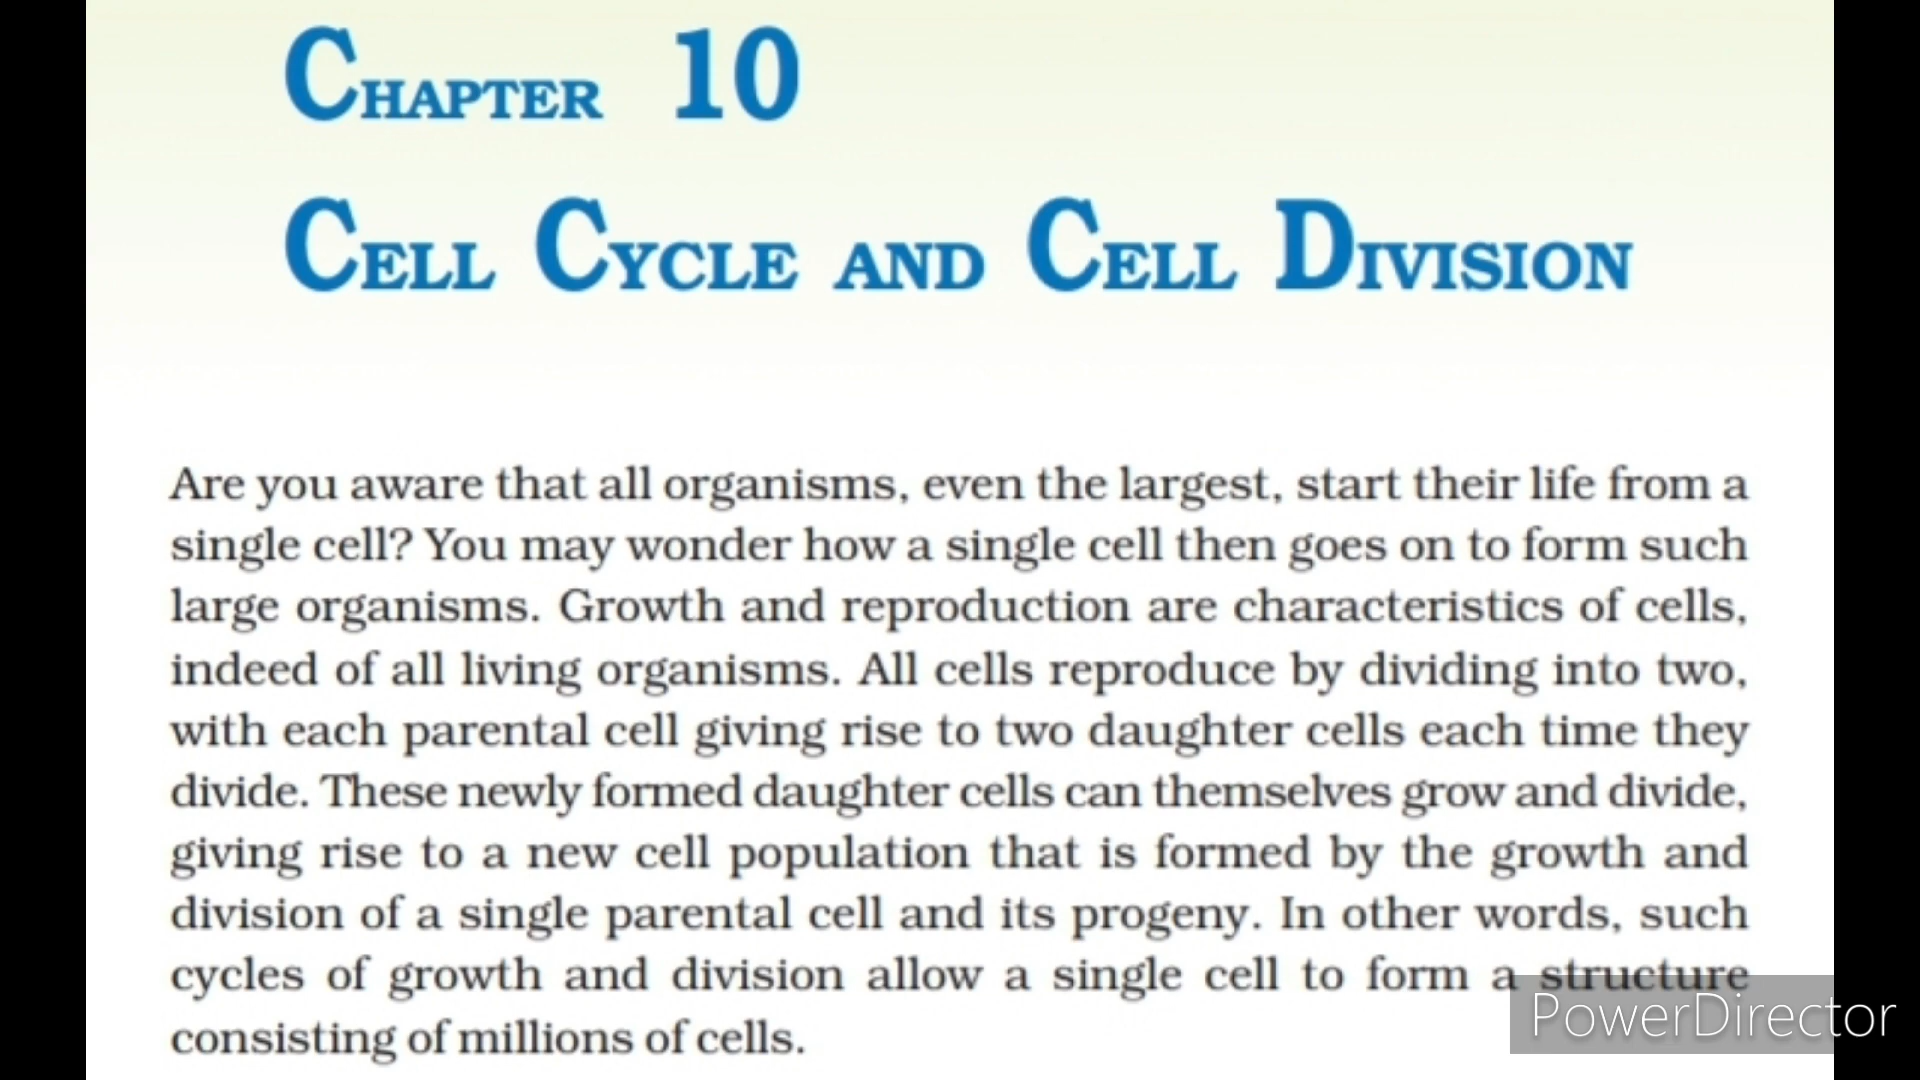 CHAPTER 10
CELL CYCLE AND CELL DIVISION
Are you aware that all organisms, even the largest, start their life from a
single cell? You may wonder how a single cell then goes on to form such
large organisms. Growth and reproduction are characteristics of cells,
indeed of all living organisms. All cells reproduce by dividing into two,
with each parental cell giving rise to two daughter cells each time they
divide. These newly formed daughter cells can themselves grow and divide,
giving rise to a new cell population that is formed by the growth and
division of a single parental cell and its progeny. In other words, such
cycles of growth and division allow a single cell to form a structure
consisting of millions of cells.
PowerDirector